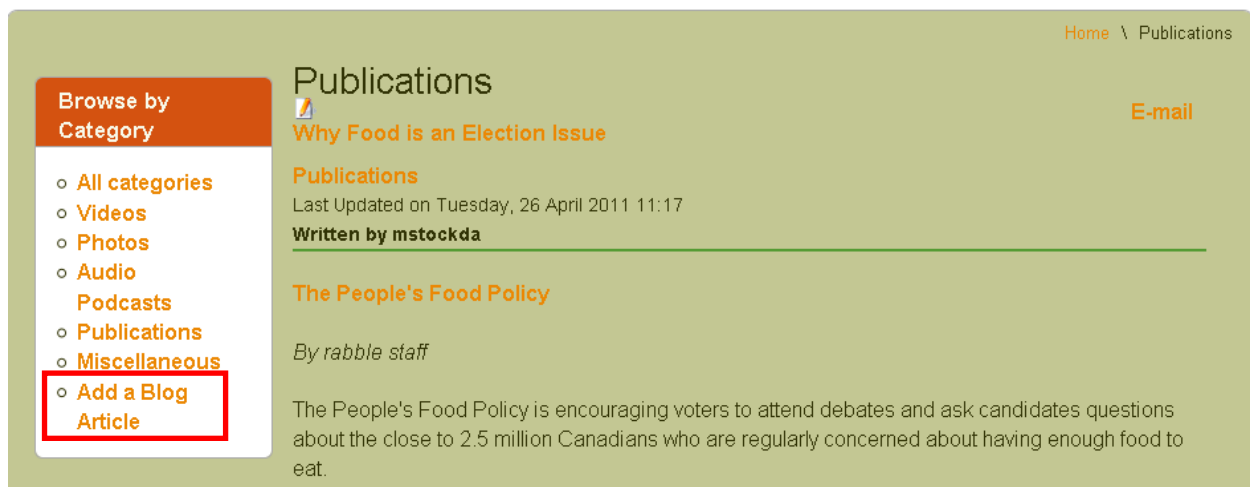 Home \ Publications
Browse by
Category
All categories
Videos
Photos
Audio
Podcasts
Publications
Miscellaneous
Add a Blog
Article
Publications
E-mail
Why Food is an Election Issue
Publications
Last Updated on Tuesday, 26 April 2011 11:17
Written by mstockda
The People's Food Policy
By rabble staff
The People's Food Policy is encouraging voters to attend debates and ask candidates questions
about the close to 2.5 million Canadians who are regularly concerned about having enough food to
eat.